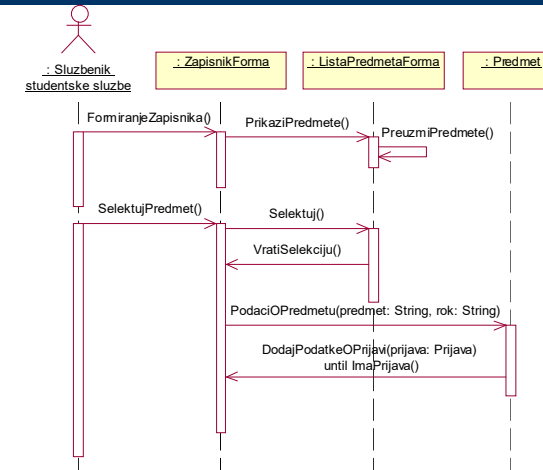 : Sluzbenik
studentske sluzbe
: ZapisnikForma
: ListaPredmetaForma
: Predmet
FormiranjeZapisnika()
PrikaziPredmete()
PreuzmiPredmete()
SelektujPredmet()
Selektuj()
VratiSelekciju()
PodaciOPredmetu(predmet: String, rok: String)
DodajPodatkeOPrijavi(prijava: Prijava)
until ImaPrijava()